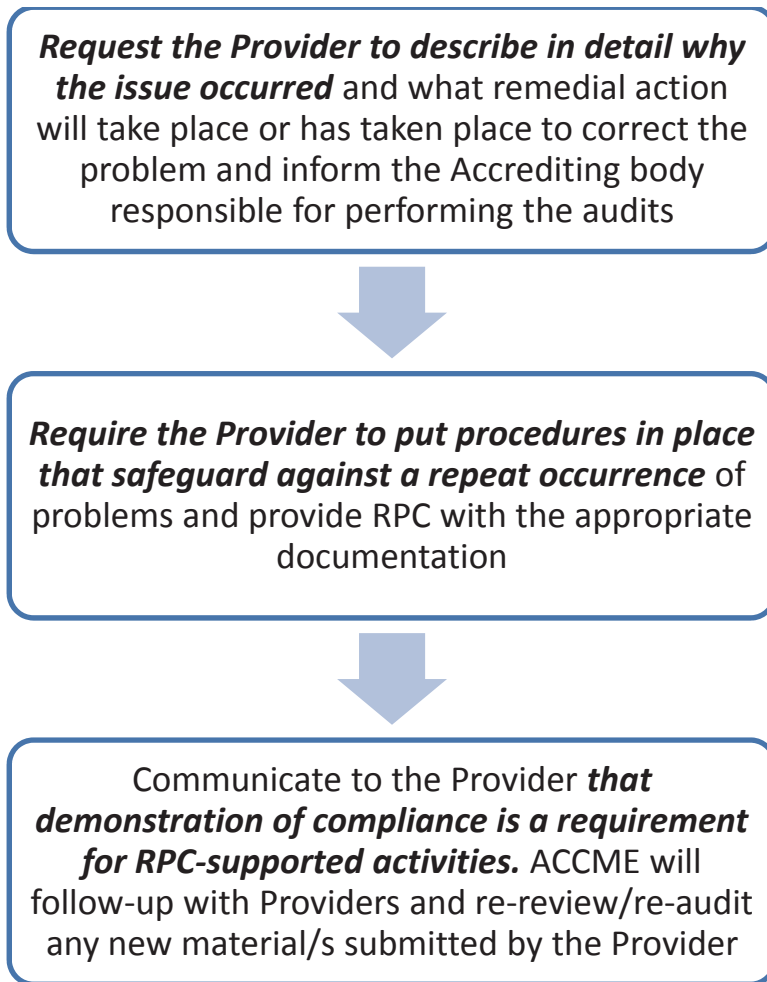 Request the Provider to describe in detail why
the issue occurred and what remedial action
will take place or has taken place to correct the
problem and inform the Accrediting body
responsible for performing the audits
Require the Provider to put procedures in place
that safeguard against a repeat occurrence of
problems and provide RPC with the appropriate
documentation
Communicate to the Provider that
demonstration of compliance is a requirement
for RPC-supported activities. ACCME will
follow-up with Providers and re-review/re-audit
any new material/s submitted by the Provider